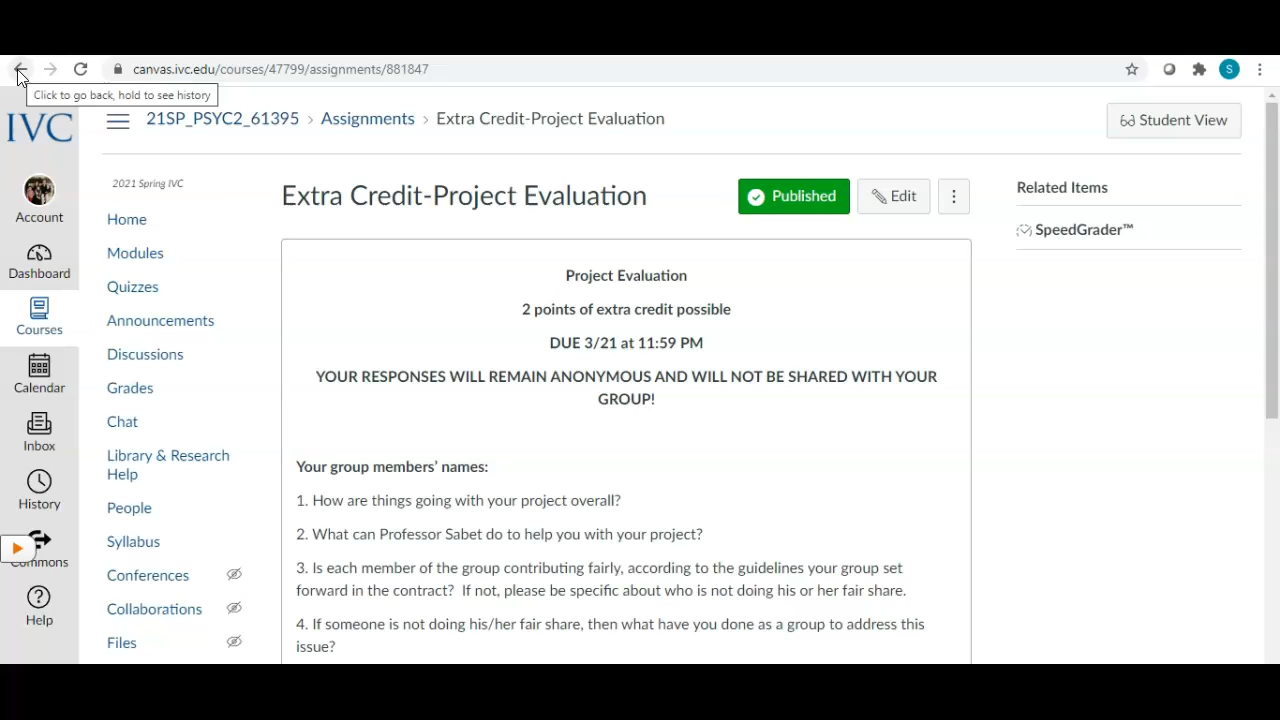 canvas.ivc.edu/courses/47799/assignments/881847
S
Click to go back, hold to see history
IVC
21SP_PSYC2_61395 › Assignments › Extra Credit-Project Evaluation
Student View
Account
Dashboard
Courses
Calendar
Inbox
History
Commons
Help
2021 Spring IVC
Home
Modules
Quizzes
Announcements
Discussions
Grades
Chat
Library & Research
Help
People
Syllabus
Conferences
Collaborations
Files
Extra Credit-Project Evaluation
Published
Edit
Project Evaluation
2 points of extra credit possible
DUE 3/21 at 11:59 PM
YOUR RESPONSES WILL REMAIN ANONYMOUS AND WILL NOT BE SHARED WITH YOUR
GROUP!
Your group members' names:
1. How are things going with your project overall?
2. What can Professor Sabet do to help you with your project?
3. Is each member of the group contributing fairly, according to the guidelines your group set
forward in the contract? If not, please be specific about who is not doing his or her fair share.
4. If someone is not doing his/her fair share, then what have you done as a group to address this
issue?
Related Items
SpeedGrader™